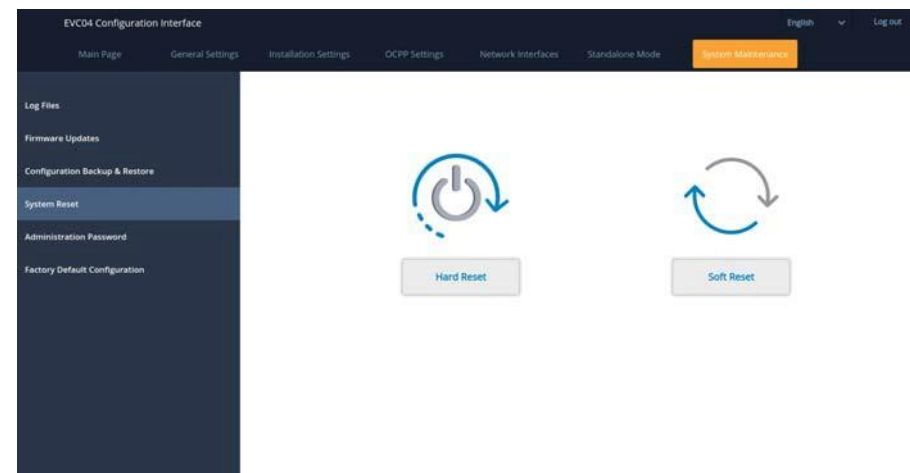 EVC04 Configuration Interface
English
Log out
Main Page
General Settings
Installation Settings
OCPP Settings
Network Interfaces
Standalone Mode
System Maintenance
Log Files
Firmware Updates
Configuration Backup & Restore
System Reset
Administration Password
Factory Default Configuration
Hard Reset
Soft Reset